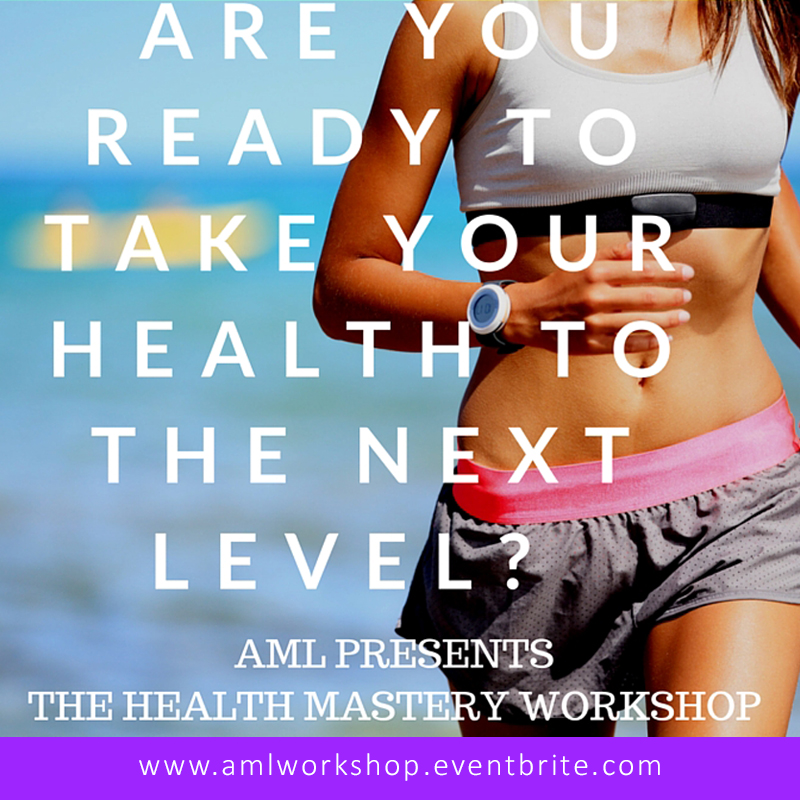 ARE YOU
READY TO
TAKE YOUR
HEALTH TO
THE NEXT
LEVEL?
AML PRESENTS
THE HEALTH MASTERY WORKSHOP
www.amlworkshop.eventbrite.com